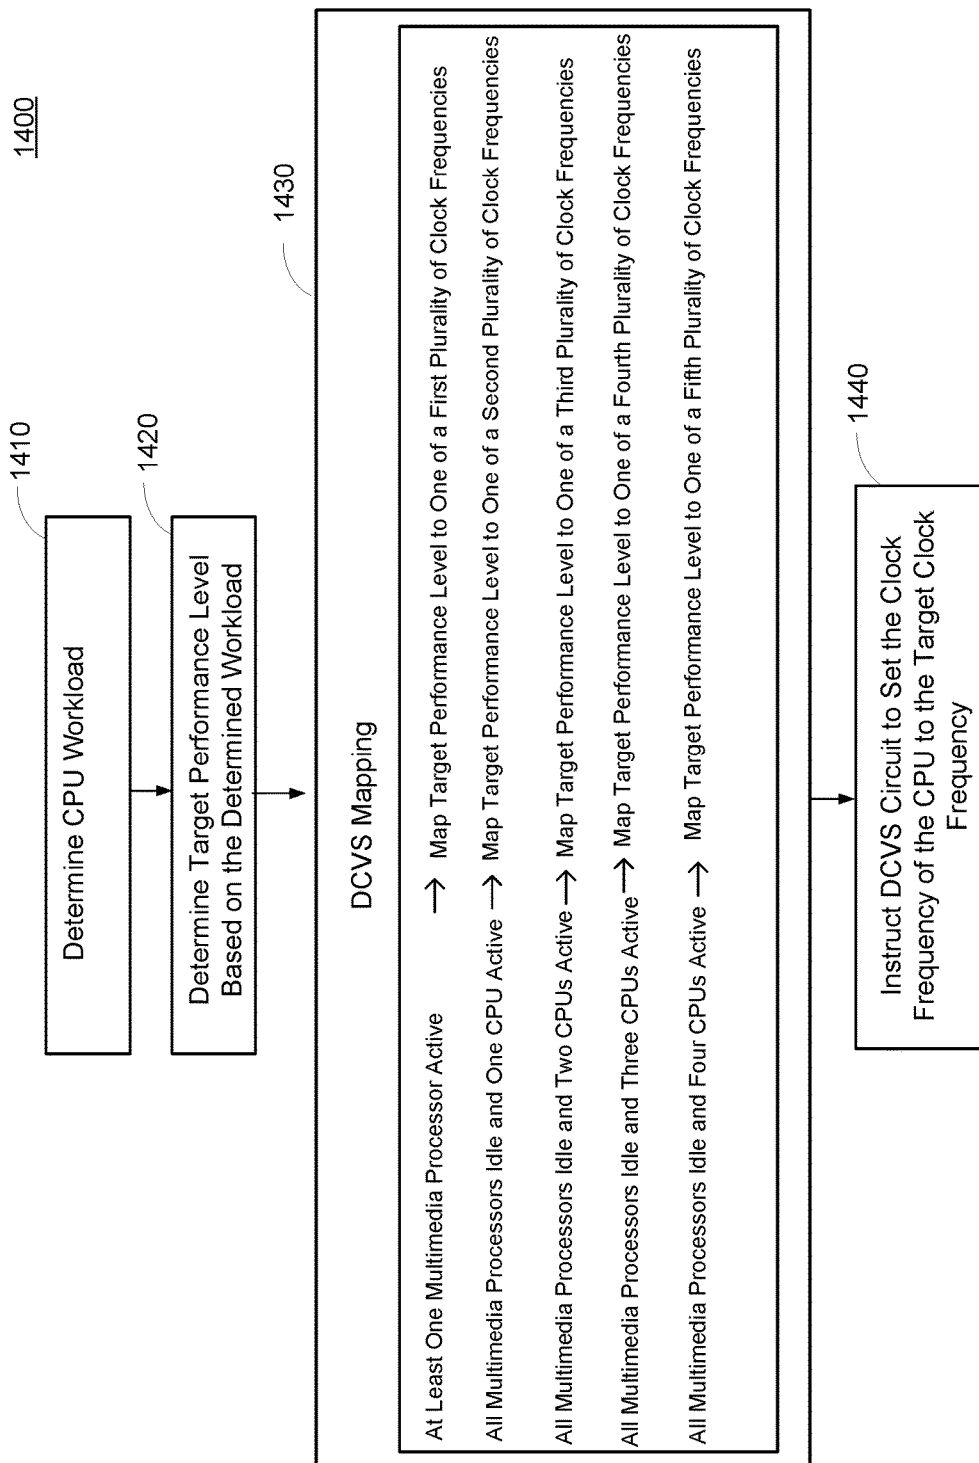 1400
1410
Determine CPU Workload
1420
Determine Target Performance Level
Based on the Determined Workload
1430
DCVS Mapping
At Least One Multimedia Processor Active → Map Target Performance Level to One of a First Plurality of Clock Frequencies
All Multimedia Processors Idle and One CPU Active → Map Target Performance Level to One of a Second Plurality of Clock Frequencies
All Multimedia Processors Idle and Two CPUs Active → Map Target Performance Level to One of a Third Plurality of Clock Frequencies
All Multimedia Processors Idle and Three CPUs Active → Map Target Performance Level to One of a Fourth Plurality of Clock Frequencies
All Multimedia Processors Idle and Four CPUs Active → Map Target Performance Level to One of a Fifth Plurality of Clock Frequencies
1440
Instruct DCVS Circuit to Set the Clock
Frequency of the CPU to the Target Clock
Frequency